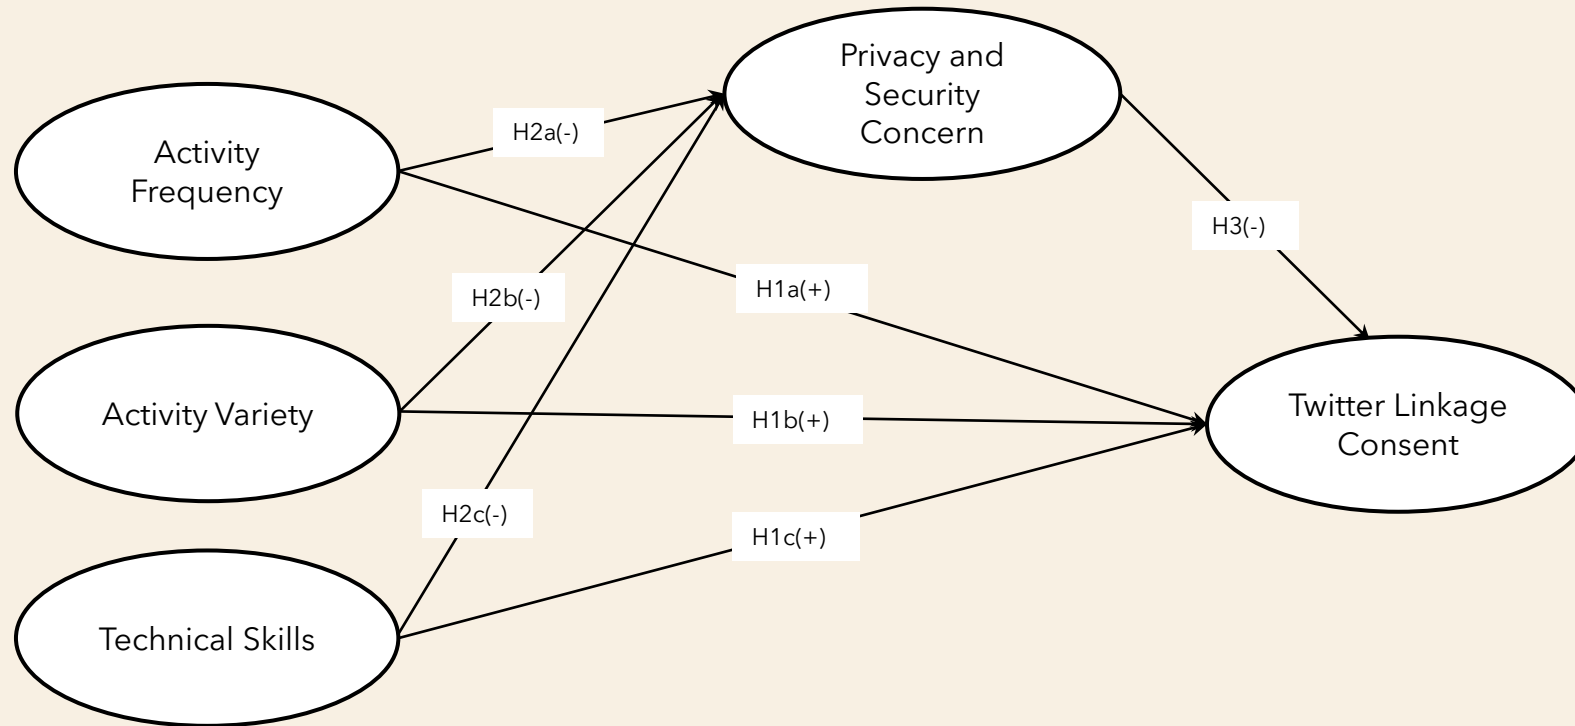 Privacy and
Security
Concern
H2a(-)
Activity
Frequency
H3(-)
H2b(-)
H1a(+)
Activity Variety
H1b(+)
Twitter Linkage
Consent
H2c(-)
H1c(+)
Technical Skills